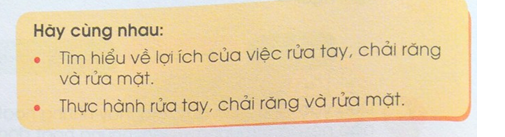 Hãy cùng nhau:
• Tìm hiểu về lợi ích của việc rửa tay, chải răng
và rửa mặt.
• Thực hành rửa tay, chải răng và rửa mặt.